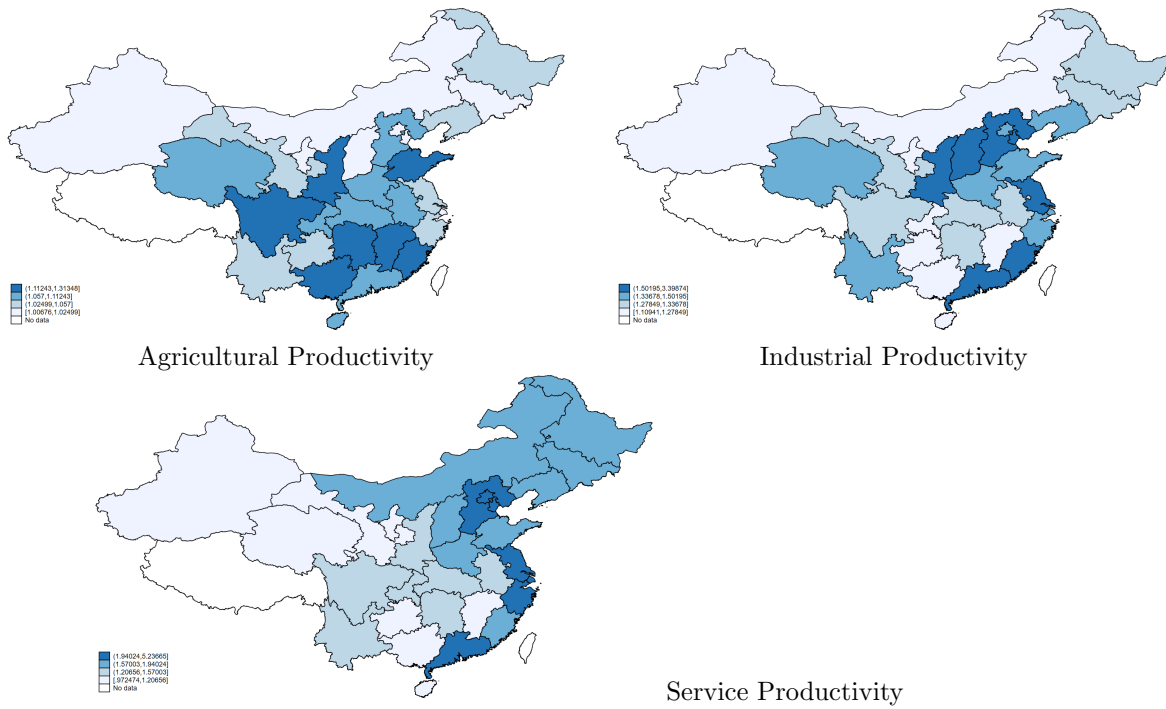 (1.11243,1.31348]
(1.057,1.11243]
(1.02499,1.057]
[1.00676,1.02499]
No data
Agricultural Productivity
(1.50195,3.39874]
(1.33678,1.50195]
(1.27849,1.33678]
[1.10941,1.27849]
No data
Industrial Productivity
(1.94024,5.23665]
(1.57003,1.94024]
(1.20656,1.57003]
[.972474,1.20656]
No data
Service Productivity